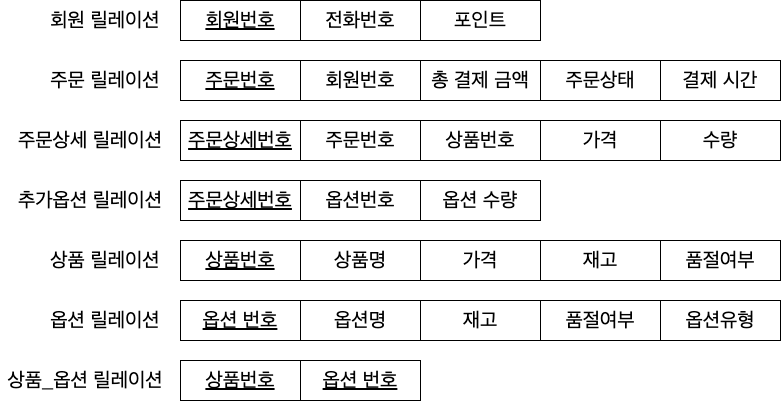 회원 릴레이션 회원번호 전화번호 포인트
주문 릴레이션 주문번호 회원번호 총 결제 금액 주문상태 결제 시간
주문상세 릴레이션 주문상세번호 주문번호 상품번호 가격 수량
추가옵션 릴레이션 주문상세번호 옵션번호 옵션 수량
상품 릴레이션 상품번호 상품명 가격 재고 품절여부
옵션 릴레이션 옵션 번호 옵션명 재고 품절여부 옵션유형
상품_옵션 릴레이션 상품번호 옵션 번호